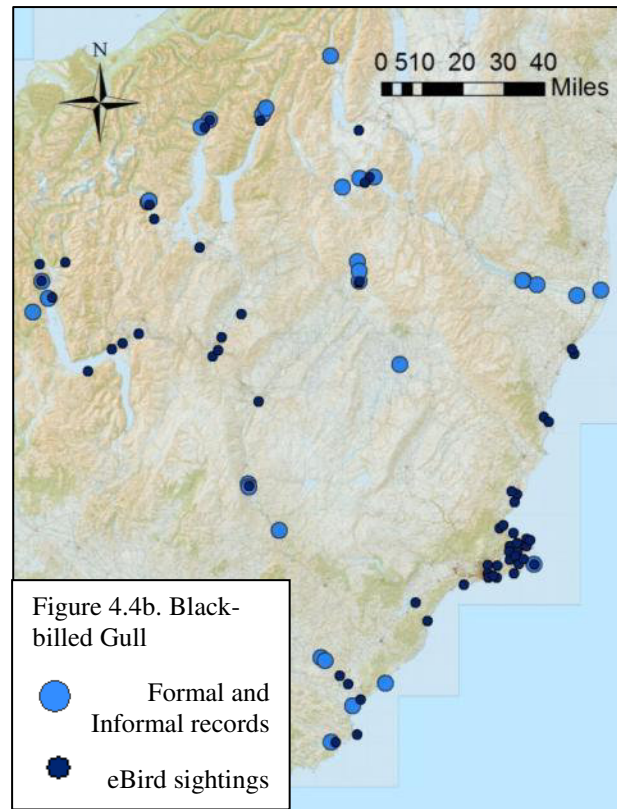 N
0 5 10 20 30 40
Miles
Figure 4.4b. Black-
billed Gull
Formal and
Informal records
eBird sightings